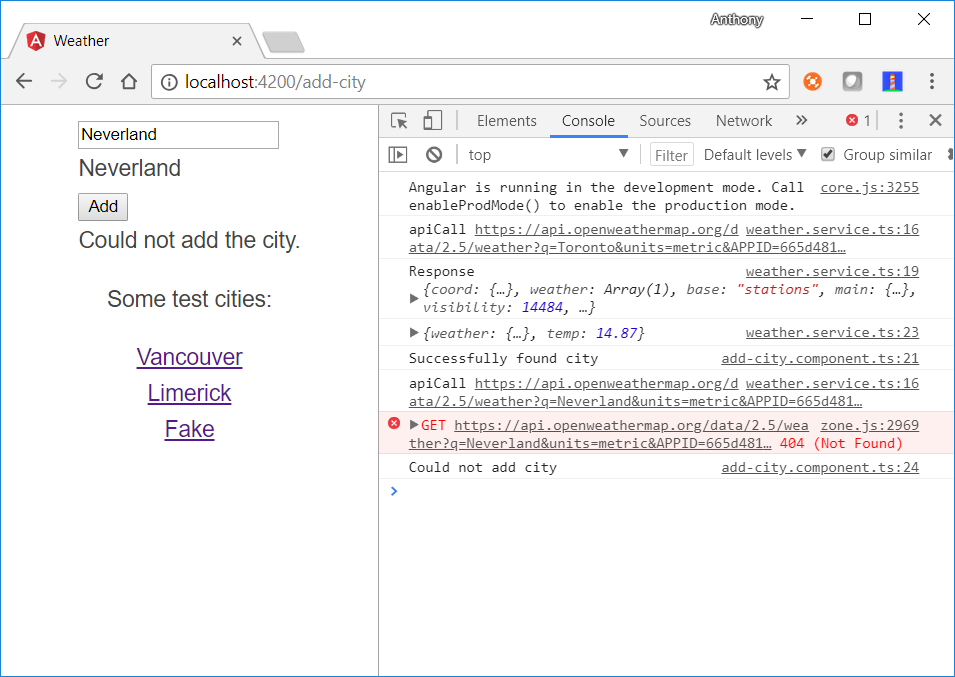 Anthony
Weather
localhost:4200/add-city
Neverland
Neverland
Add
Could not add the city.
Some test cities:
Vancouver
Limerick
Fake
Elements Console Sources Network » 1
top Filter Default levels Group similar
Angular is running in the development mode. Call core.js:3255
enableProdMode() to enable the production mode.
apiCall https://api.openweathermap.org/d weather.service.ts:16
ata/2.5/weather?q=Toronto&units=metric&APPID=665d481…
Response weather.service.ts:19
{coord: {…}, weather: Array(1), base: "stations", main: {…},
visibility: 14484, …}
{weather: {…}, temp: 14.87} weather.service.ts:23
Successfully found city add-city.component.ts:21
apiCall https://api.openweathermap.org/d weather.service.ts:16
ata/2.5/weather?q=Neverland&units=metric&APPID=665d481…
GET https://api.openweathermap.org/data/2.5/wea zone.js:2969
ther?q=Neverland&units=metric&APPID=665d481… 404 (Not Found)
Could not add city add-city.component.ts:24